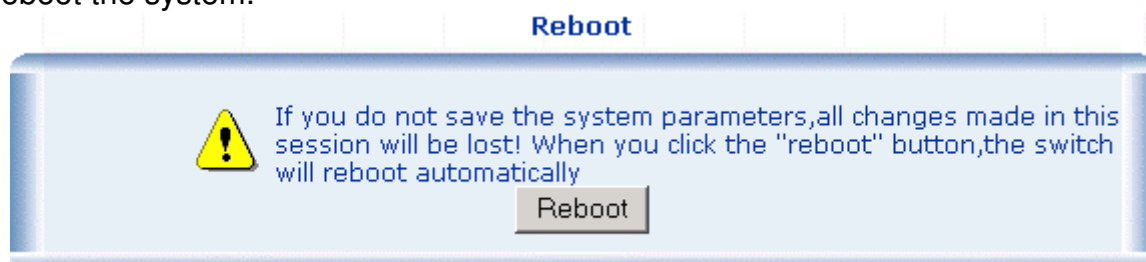 eboot the system.
Reboot
If you do not save the system parameters,all changes made in this
session will be lost! When you click the "reboot" button,the switch
will reboot automatically
Reboot